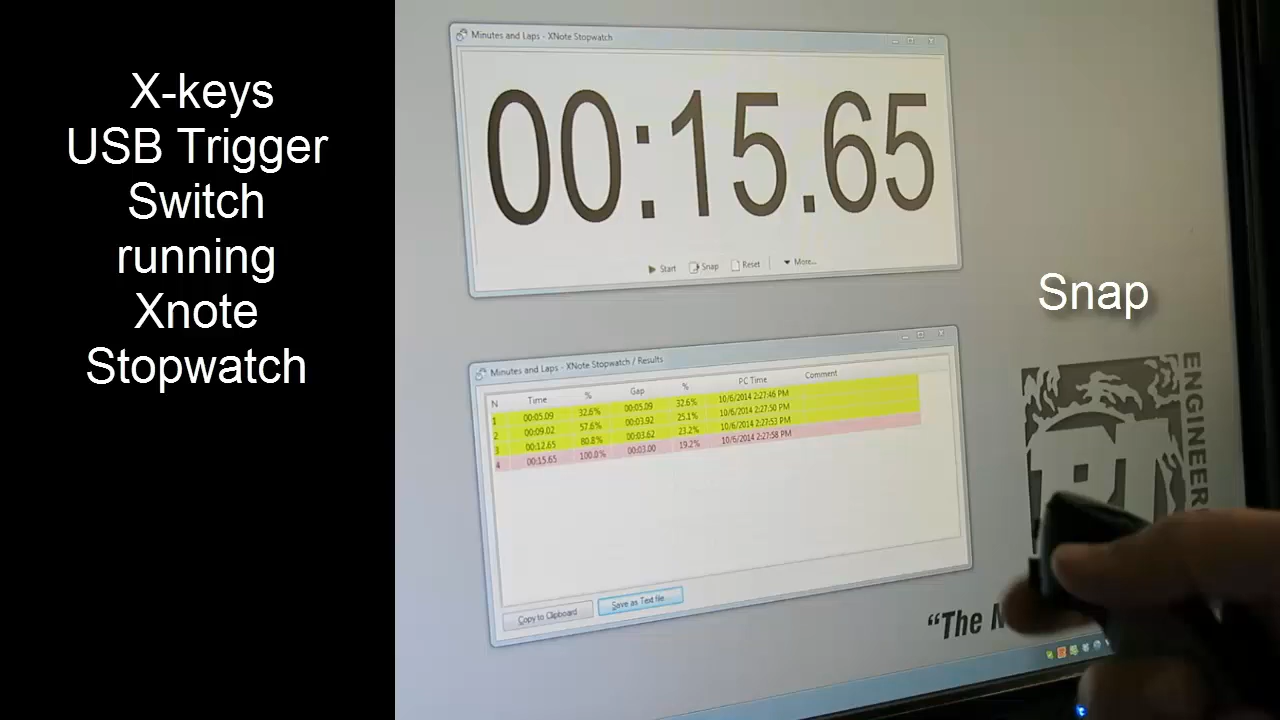 X-keys
USB Trigger
Switch
running
Xnote
Stopwatch
Minutes and Laps - XNote Stopwatch
00:15.65
Start Snap Reset More...
Snap
Minutes and Laps - XNote Stopwatch / Results
N Time % Gap % PC Time Comment
1 00:05.09 32.6% 00:05.09 32.6% 10/6/2014 2:27:46 PM
2 00:09.02 57.6% 00:03.92 25.1% 10/6/2014 2:27:50 PM
3 00:12.65 80.8% 00:03.62 23.2% 10/6/2014 2:27:53 PM
4 00:15.65 100.0% 00:03.00 19.2% 10/6/2014 2:27:58 PM
Copy to Clipboard Save as Text file
ENGINEER
"The